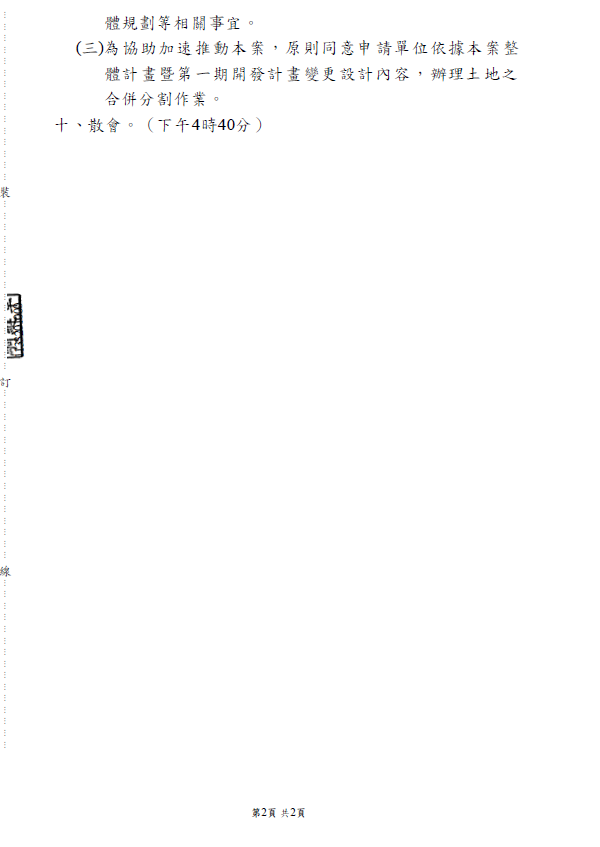 體規劃等相關事宜。
(三)為協助加速推動本案，原則同意申請單位依據本案整
體計畫暨第一期開發計畫變更設計內容，辦理土地之
合併分割作業。
十、散會。（下午4時40分）
裝
訂
線
第2頁 共2頁